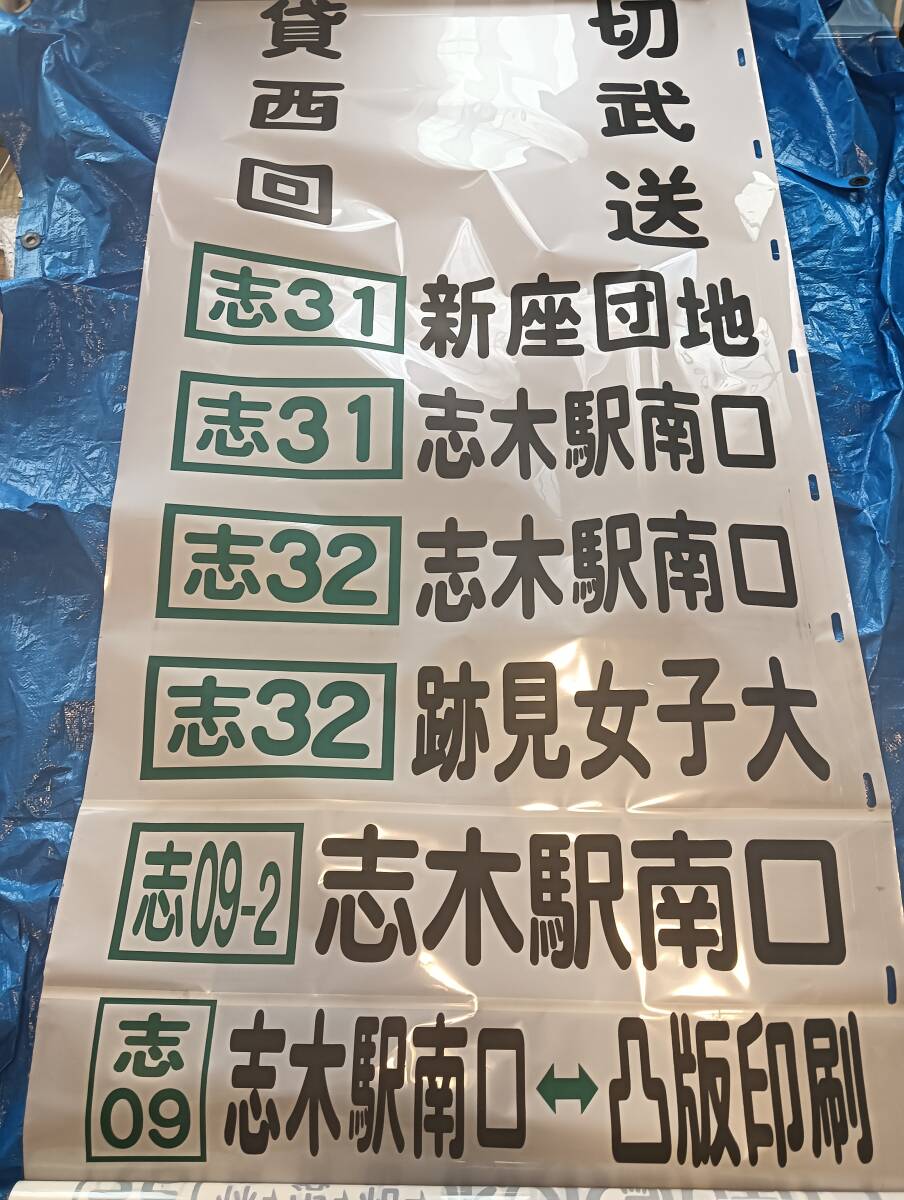 貸 切
西 武
回 送
志31 新座団地
志31 志木駅南口
志32 志木駅南口
志32 跡見女子大
志09-2 志木駅南口
志09 志木駅南口↔凸版印刷